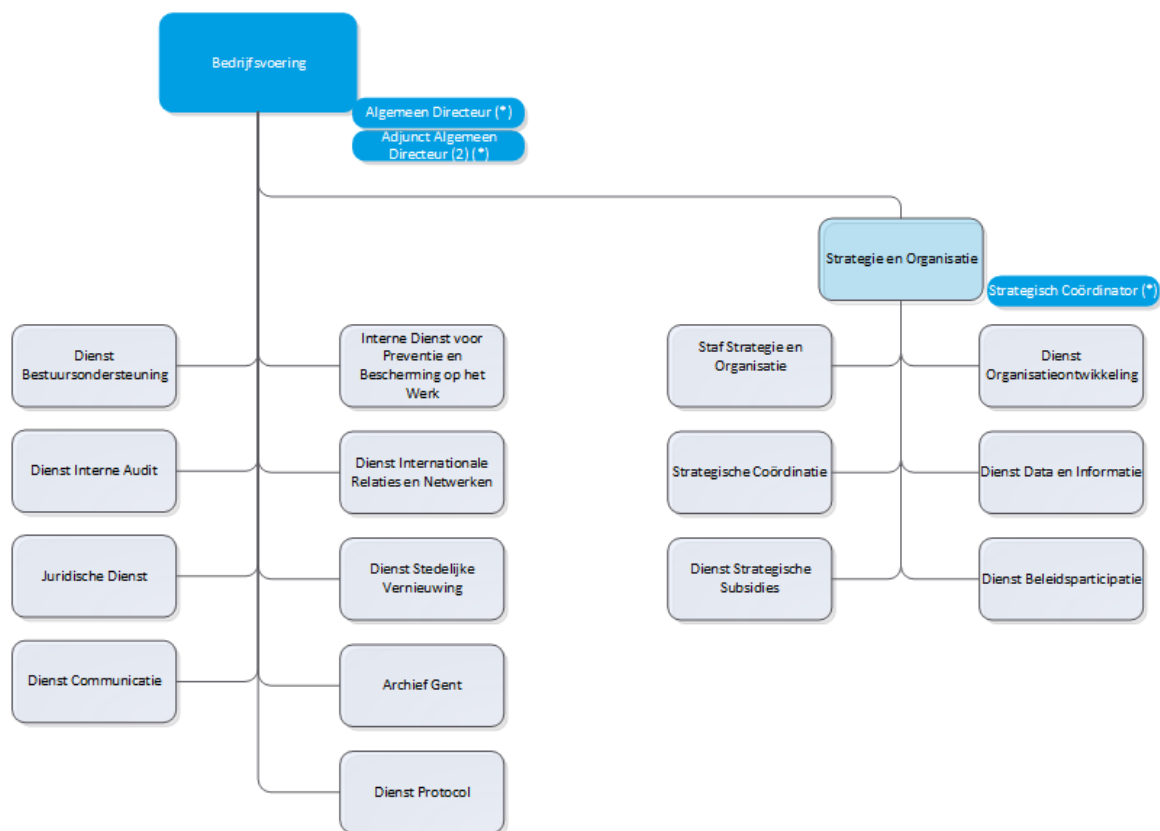 Bedrijfsvoering
Algemeen Directeur (*)
Adjunct Algemeen
Directeur (2) (*)
Strategie en Organisatie
Strategisch Coördinator (*)
Dienst
Bestuursondersteuning
Interne Dienst voor
Preventie en
Bescherming op het
Werk
Staf Strategie en
Organisatie
Dienst
Organisatieontwikkeling
Dienst Interne Audit
Dienst Internationale
Relaties en Netwerken
Strategische Coördinatie
Dienst Data en Informatie
Juridische Dienst
Dienst Stedelijke
Vernieuwing
Dienst Strategische
Subsidies
Dienst Beleidsparticipatie
Dienst Communicatie
Archief Gent
Dienst Protocol